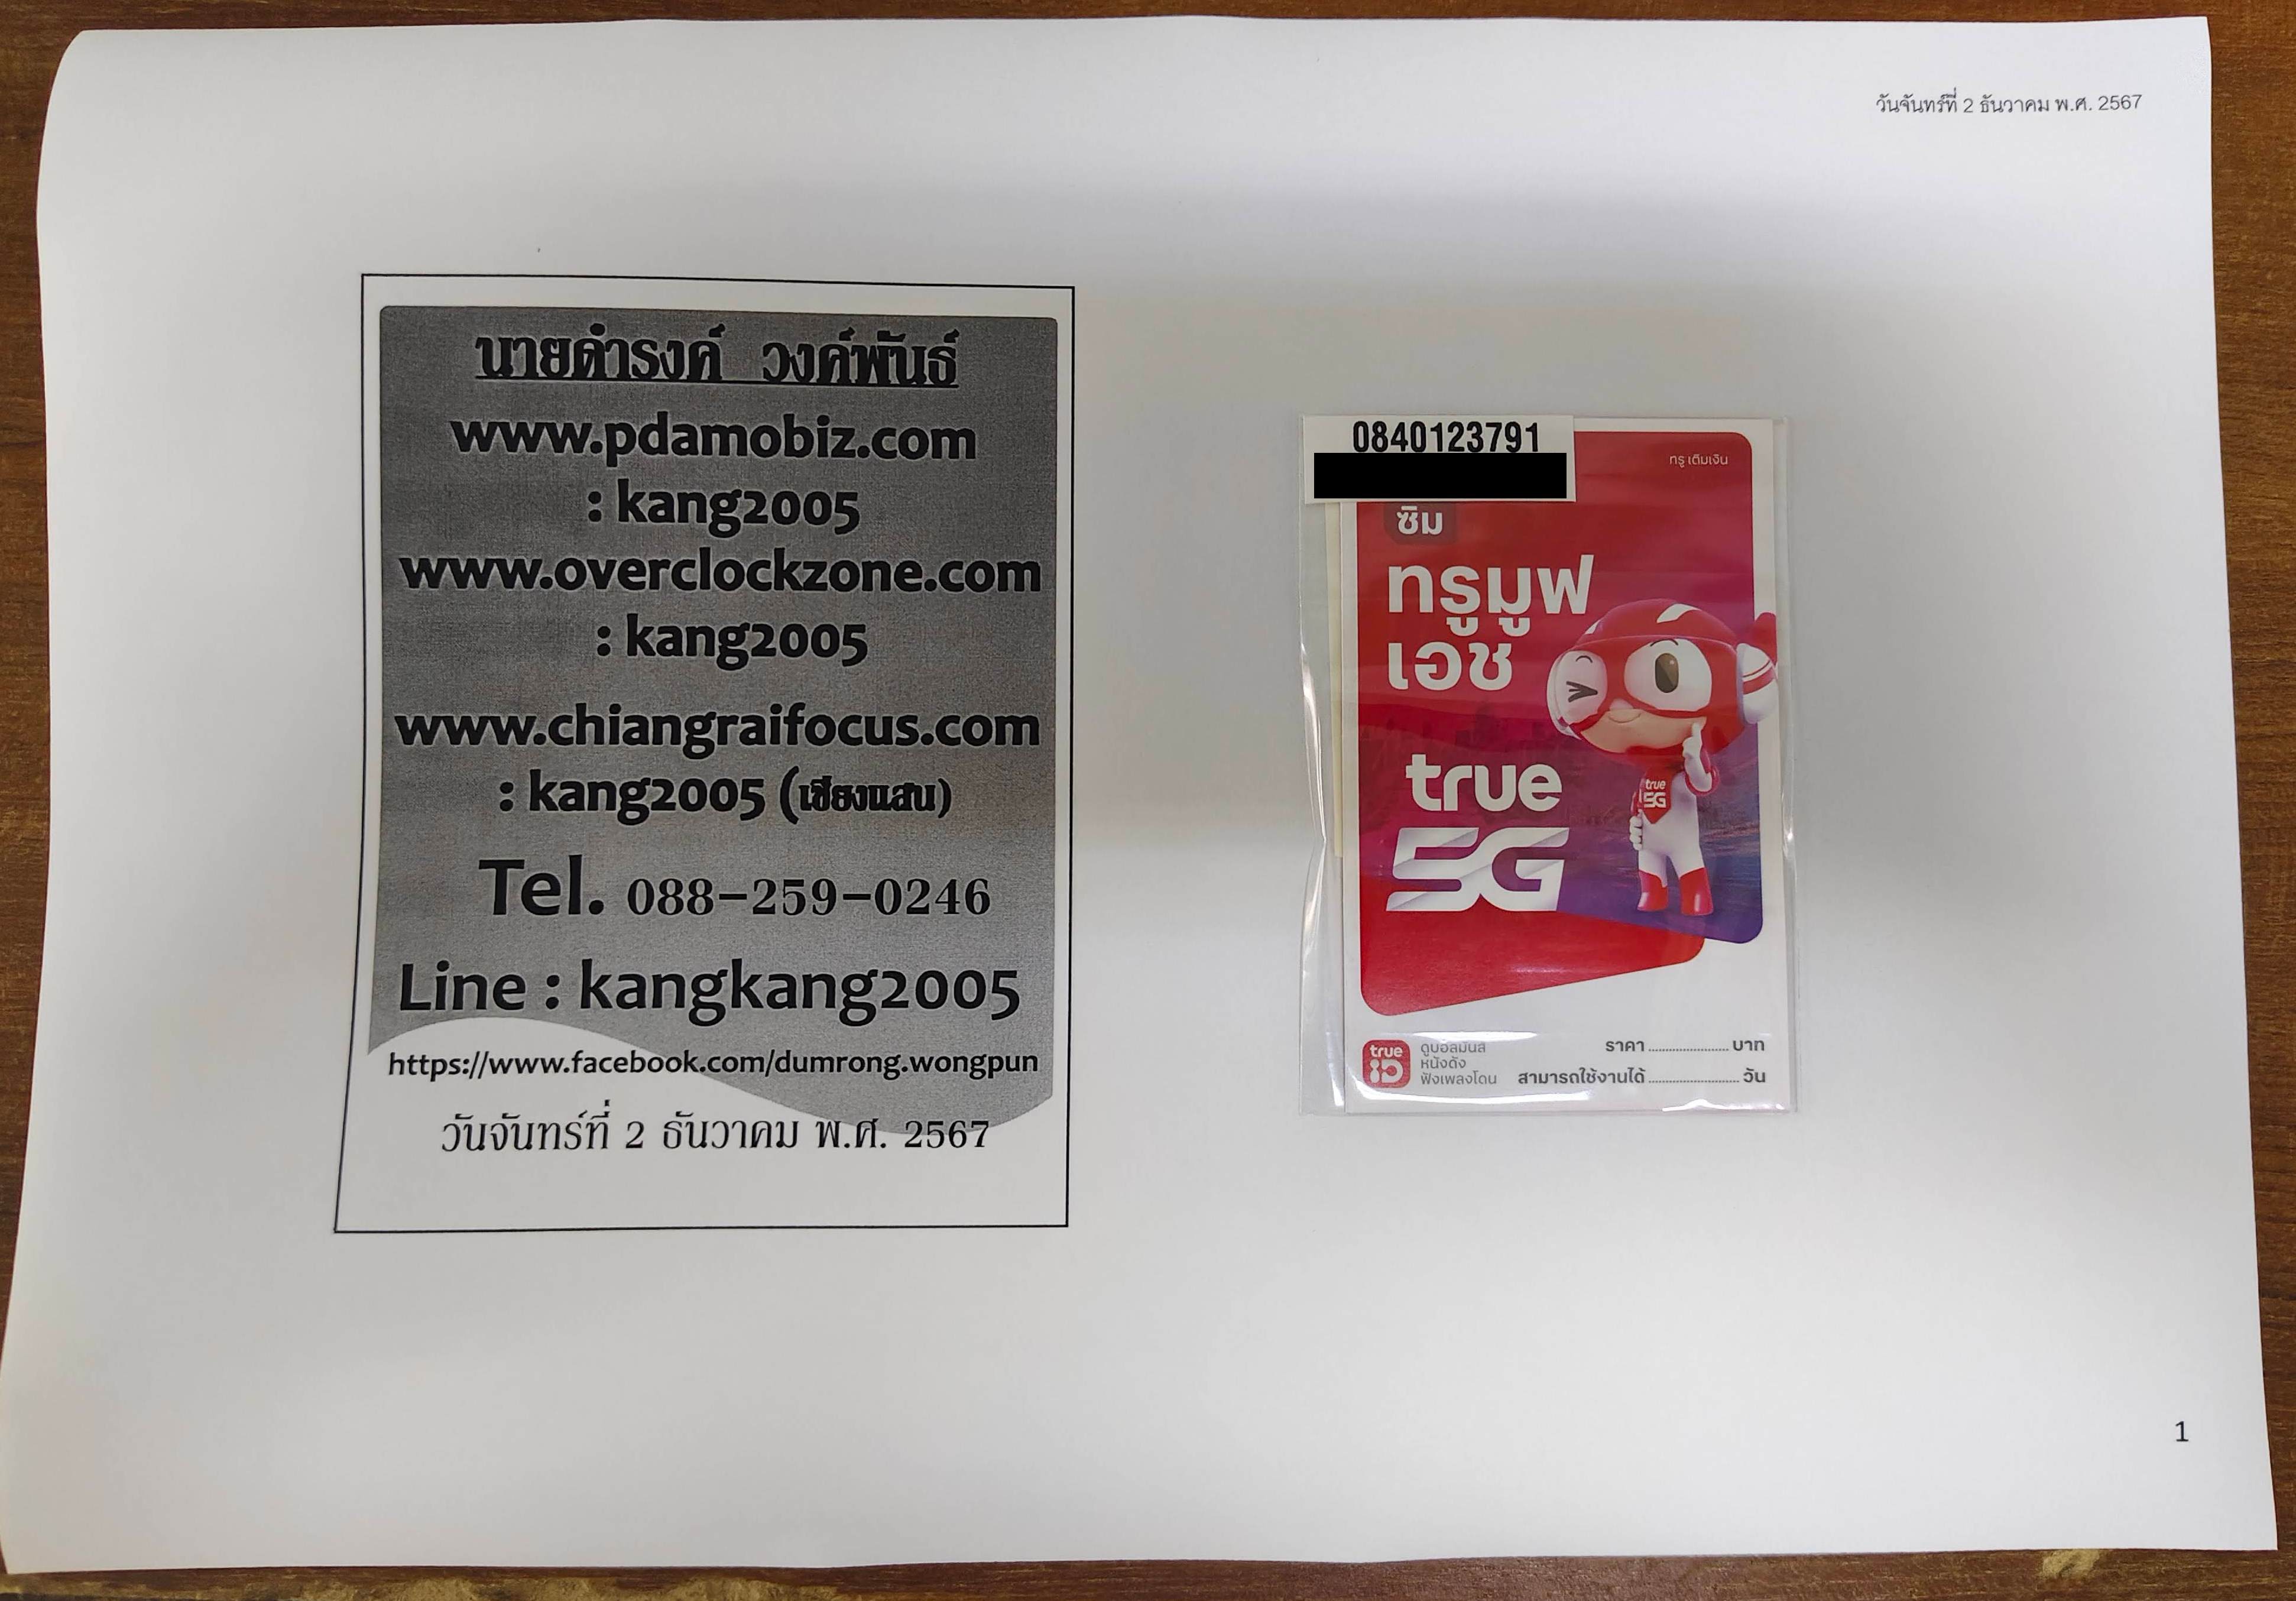 วันจันทร์ที่ 2 ธันวาคม พ.ศ. 2567
นายดำรงค์ วงค์พันธ์
www.pdamobiz.com
: kang2005
www.overclockzone.com
: kang2005
www.chiangraifocus.com
: kang2005 (เชียงแสน)
Tel. 088-259-0246
Line : kangkang2005
https://www.facebook.com/dumrong.wongpun
วันจันทร์ที่ 2 ธันวาคม พ.ศ. 2567
0840123791
ทรู เติมเงิน
ซิม
ทรูมูฟ
เอช
true
5G
true
5G
true
iD
ดูบอลมันส์
หนังดัง
ฟังเพลงโดน
ราคา ...................... บาท
สามารถใช้งานได้ ......................... วัน
1